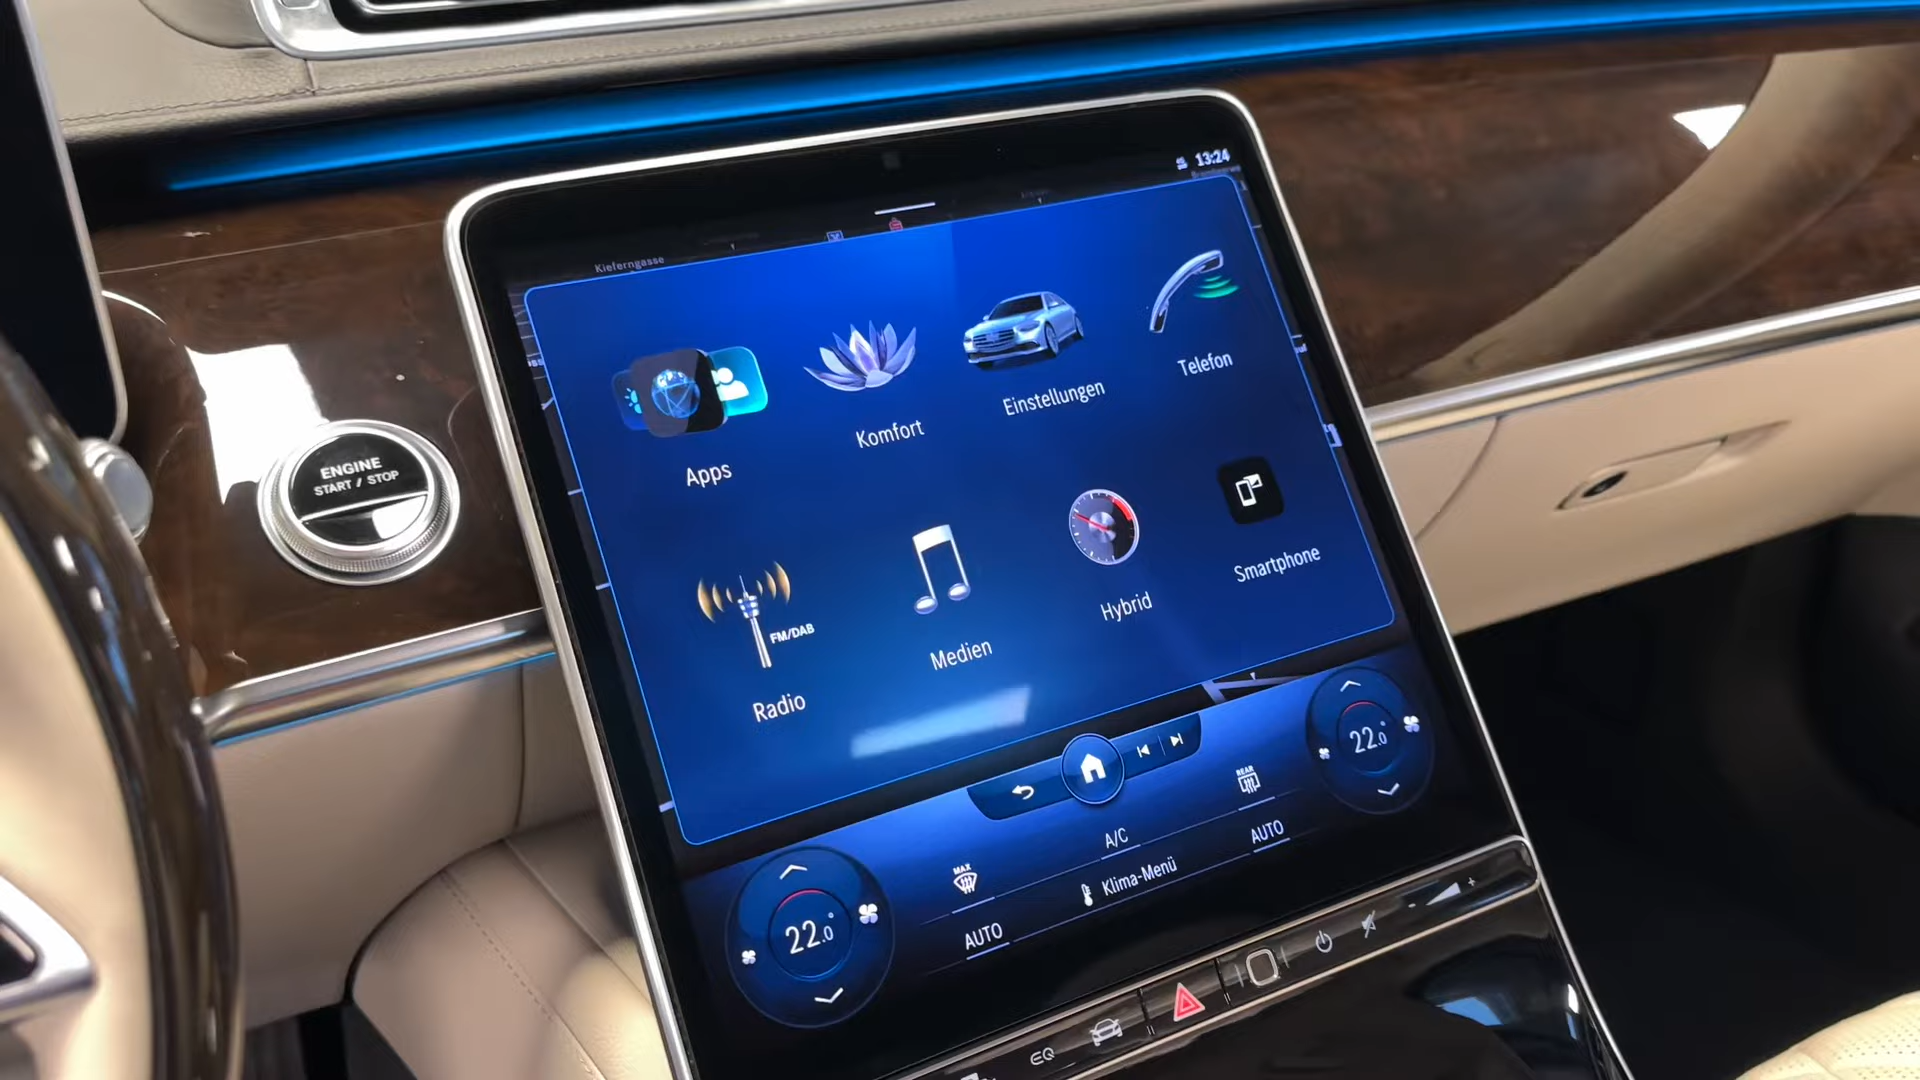 13:24
Kieferngasse
Apps
Komfort
Einstellungen
Telefon
ENGINE
START / STOP
FM/DAB
Radio
Medien
Hybrid
Smartphone
22.0°
REAR
A/C
AUTO
MAX
Klima-Menü
AUTO
22.0°
EQ